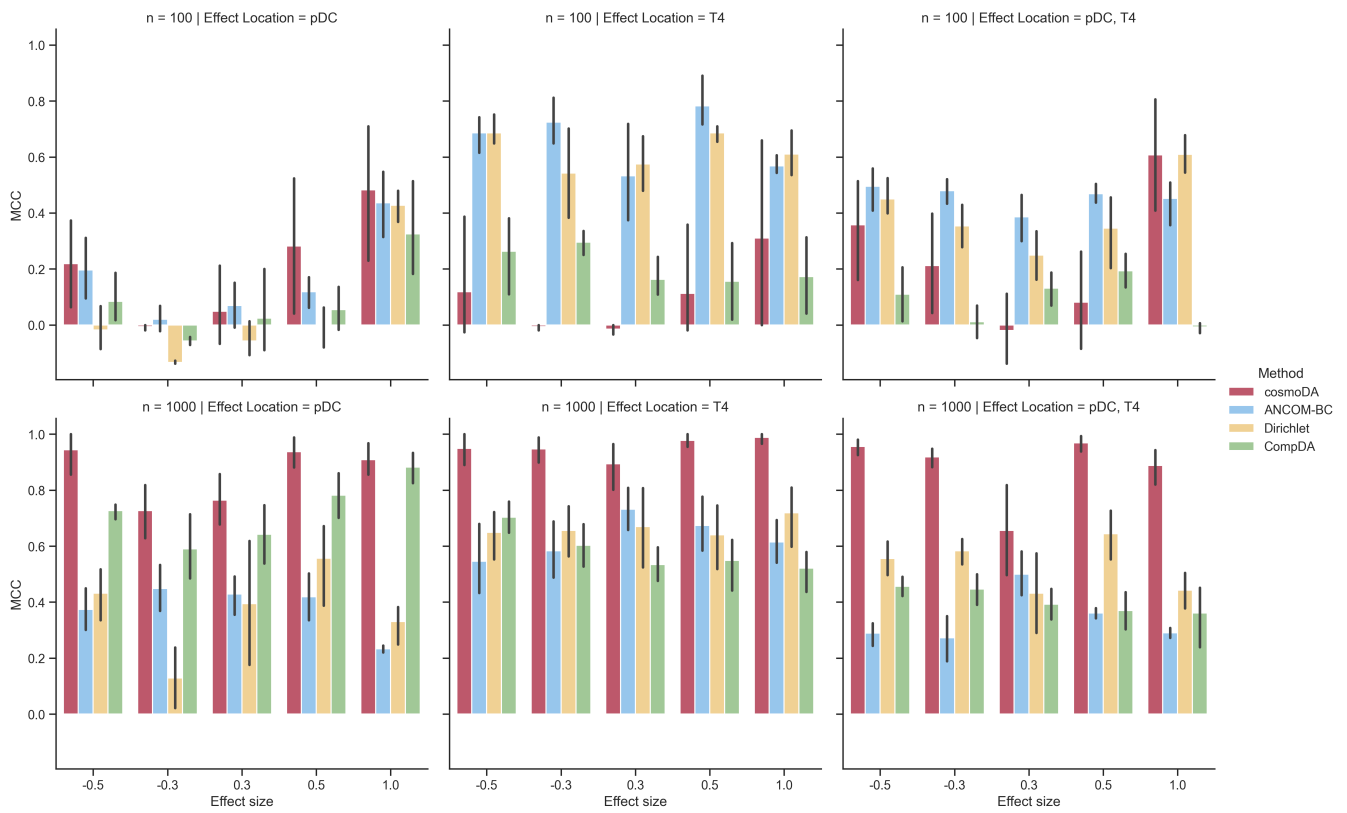 n = 100 | Effect Location = pDC
n = 100 | Effect Location = T4
n = 100 | Effect Location = pDC, T4
1.0
0.8
0.6
0.4
0.2
0.0
MCC
Method
cosmoDA
ANCOM-BC
Dirichlet
CompDA
n = 1000 | Effect Location = pDC
n = 1000 | Effect Location = T4
n = 1000 | Effect Location = pDC, T4
1.0
0.8
0.6
0.4
0.2
0.0
MCC
-0.5 -0.3 0.3 0.5 1.0
Effect size
-0.5 -0.3 0.3 0.5 1.0
Effect size
-0.5 -0.3 0.3 0.5 1.0
Effect size